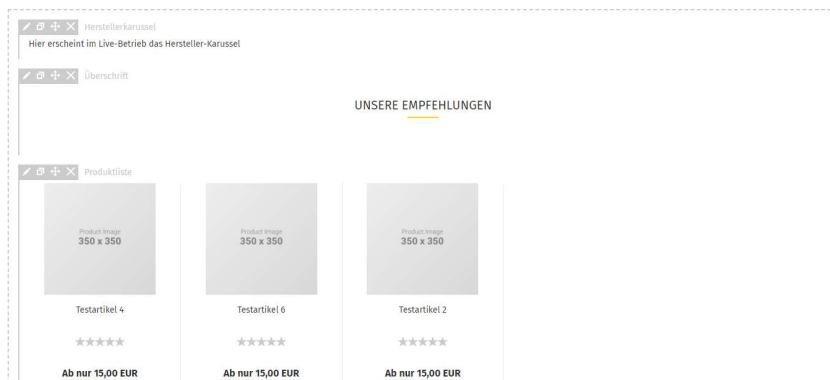 Herstellerkarussel
Hier erscheint im Live-Betrieb das Hersteller-Karussel
Überschrift
UNSERE EMPFEHLUNGEN
Produktliste
Product Image
350 x 350
Product Image
350 x 350
Product Image
350 x 350
Testartikel 4
Testartikel 6
Testartikel 2
Ab nur 15,00 EUR
Ab nur 15,00 EUR
Ab nur 15,00 EUR